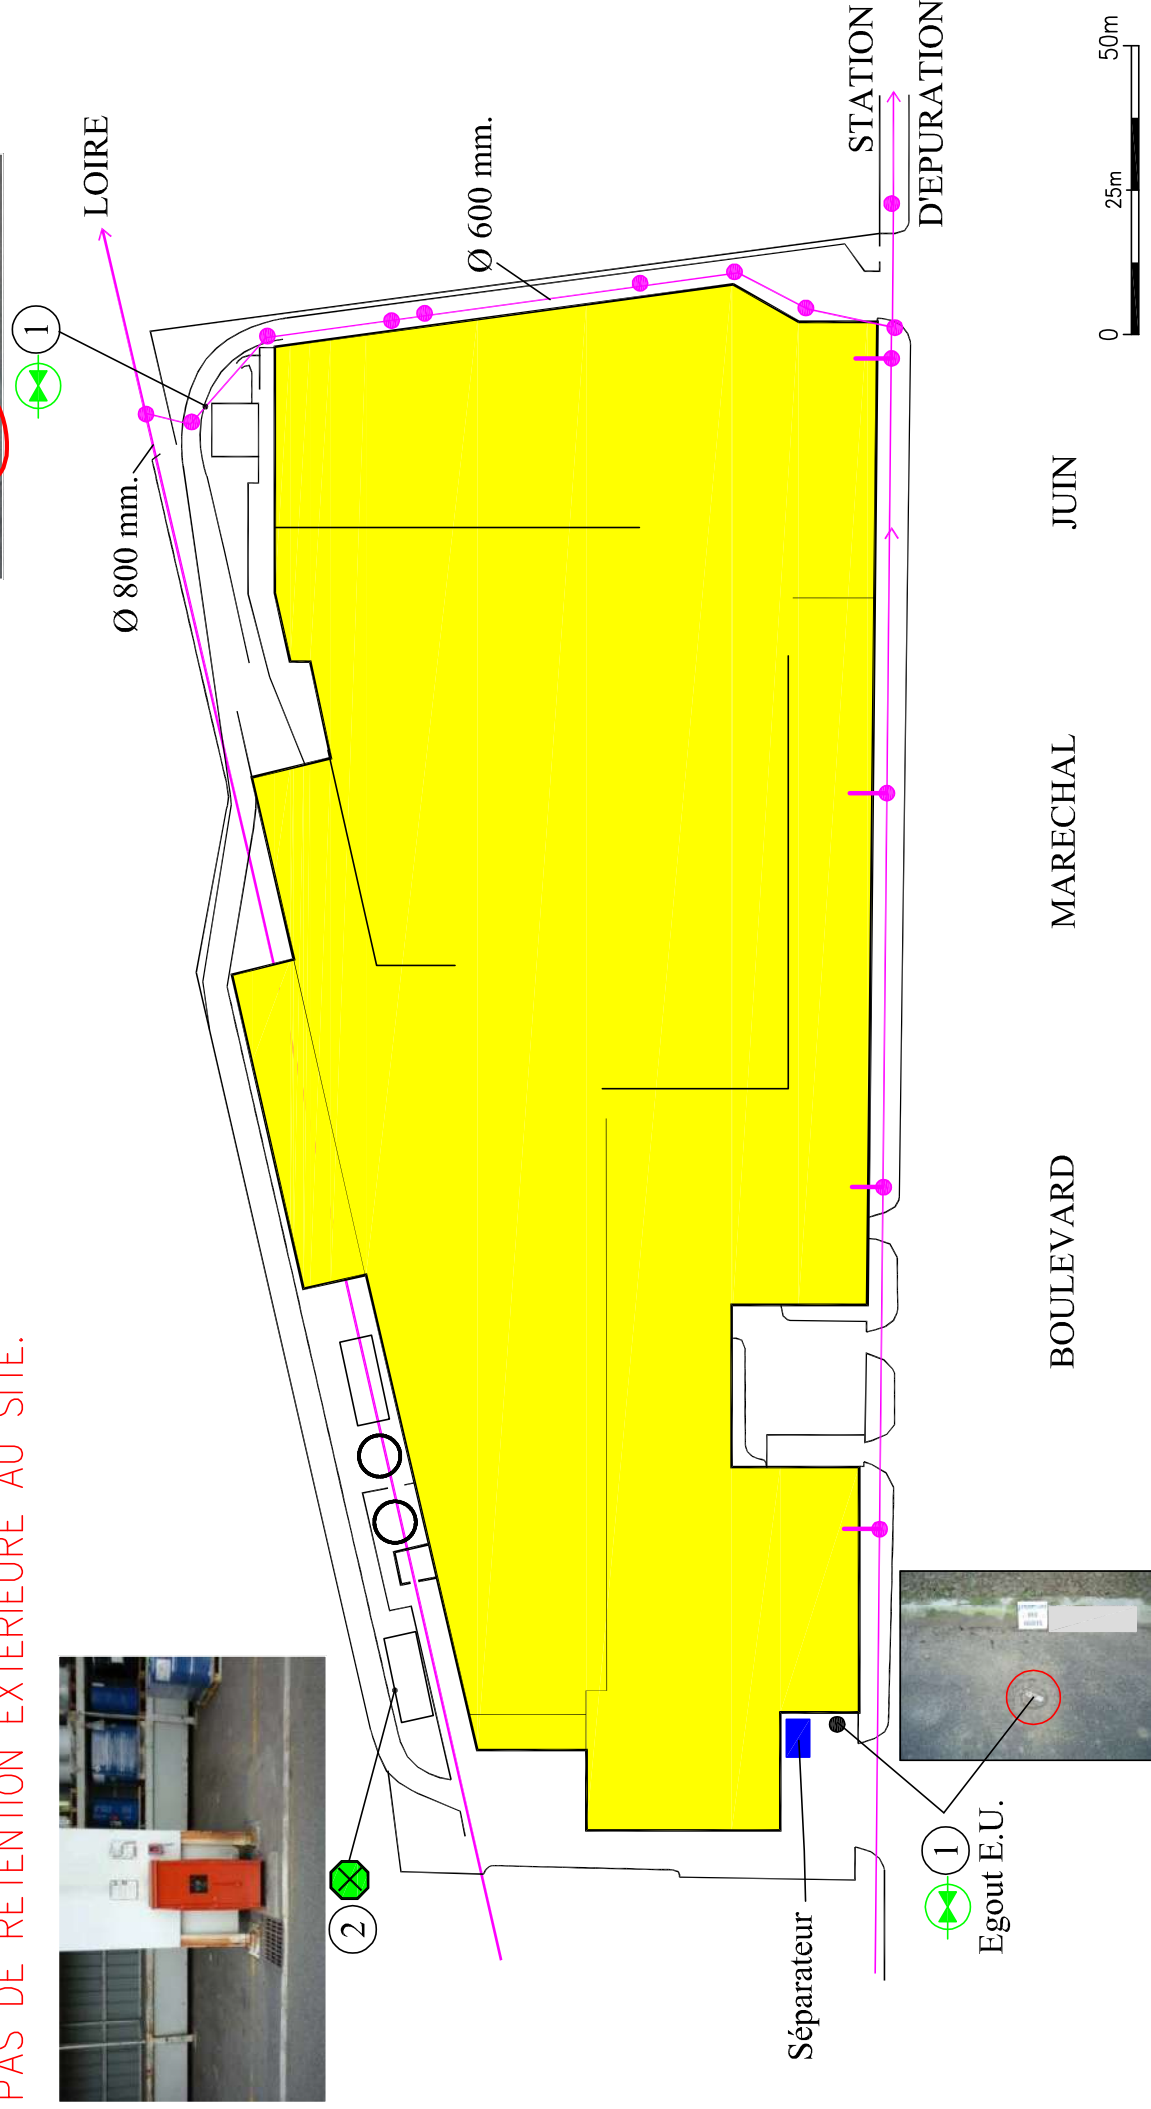 PAS DE RETENTION EXTERIEURE AU SITE.
LOIRE
1
Ø 800 mm.
Ø 600 mm.
STATION
D'EPURATION
2
Séparateur
1
Egout E.U.
BOULEVARD
MARECHAL
JUIN
0
25m
50m